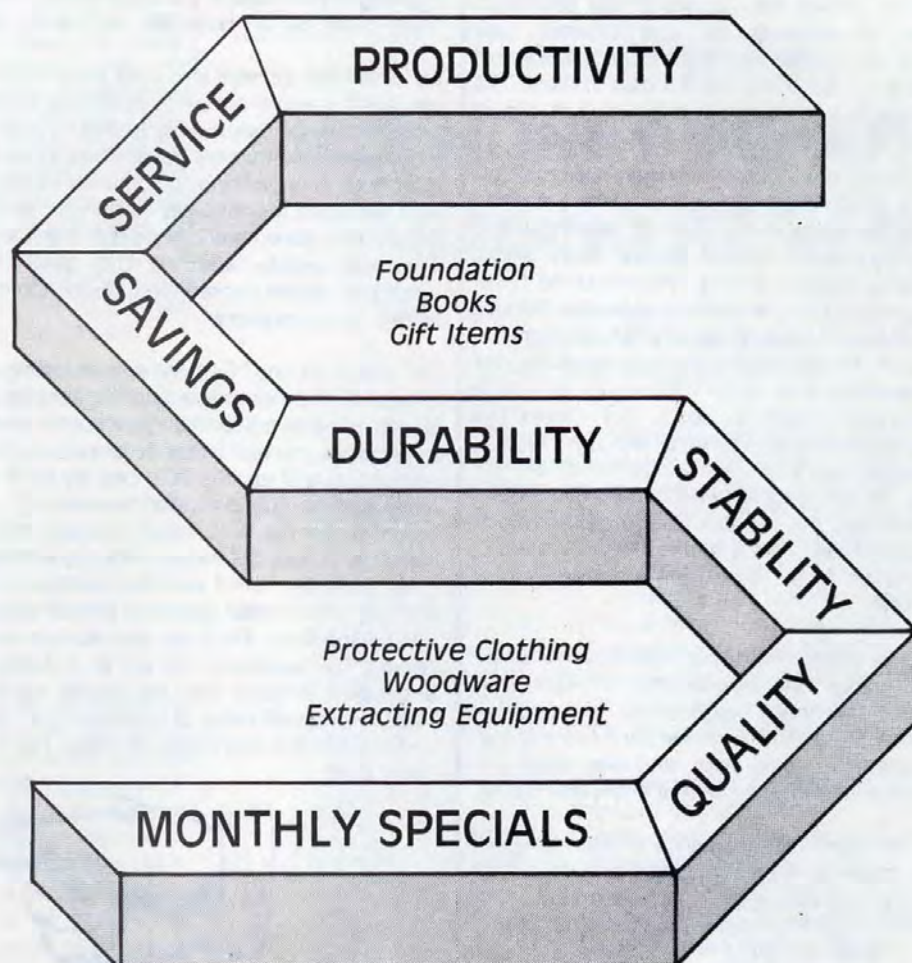 PRODUCTIVITY
SERVICE
SAVINGS
Foundation
Books
Gift Items
DURABILITY
STABILITY
Protective Clothing
Woodware
Extracting Equipment
QUALITY
MONTHLY SPECIALS